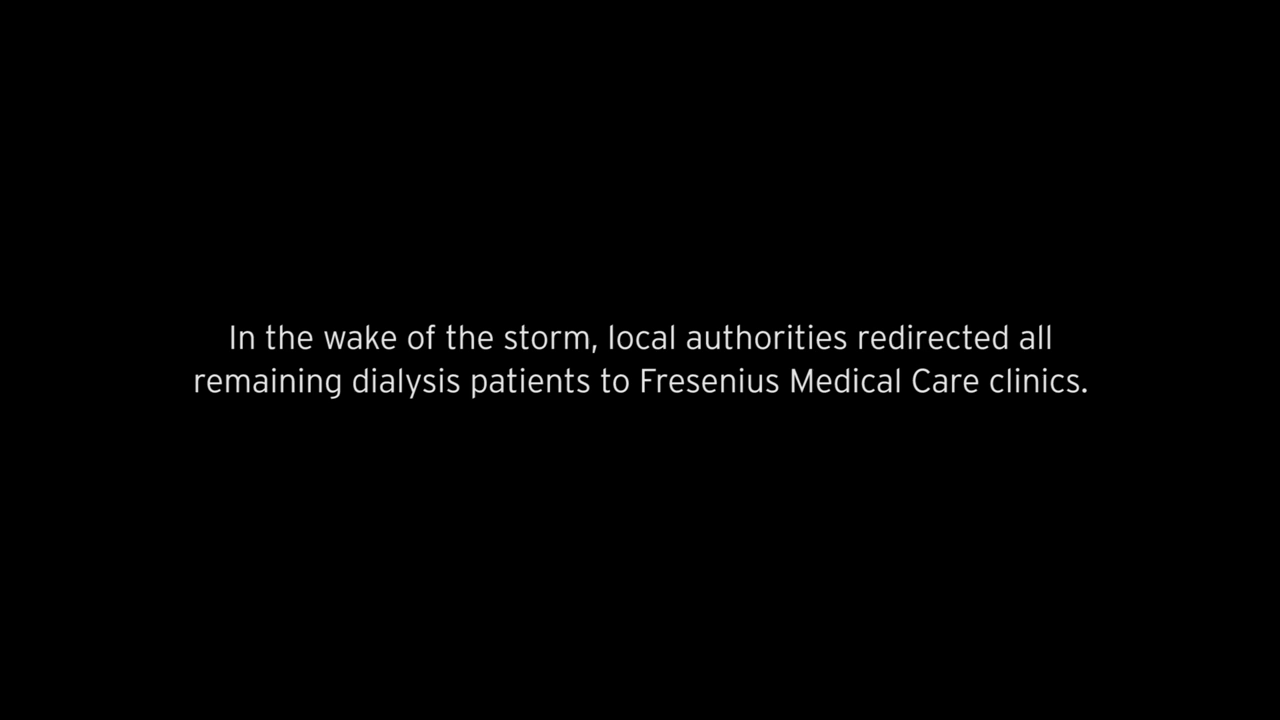 In the wake of the storm, local authorities redirected all
remaining dialysis patients to Fresenius Medical Care clinics.